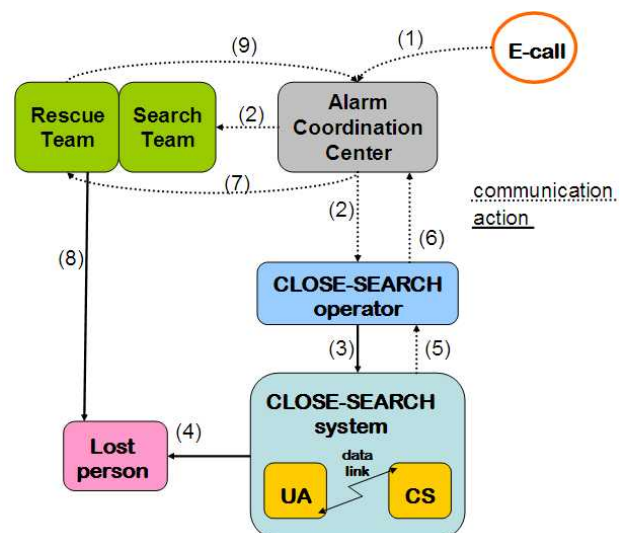 (9)
(1)
E-call
Rescue
Team
Search
Team
(2)
Alarm
Coordination
Center
(7)
communication
action
(2)
(6)
(8)
CLOSE-SEARCH
operator
(3)
(5)
CLOSE-SEARCH
system
(4)
Lost
person
data
link
UA
CS